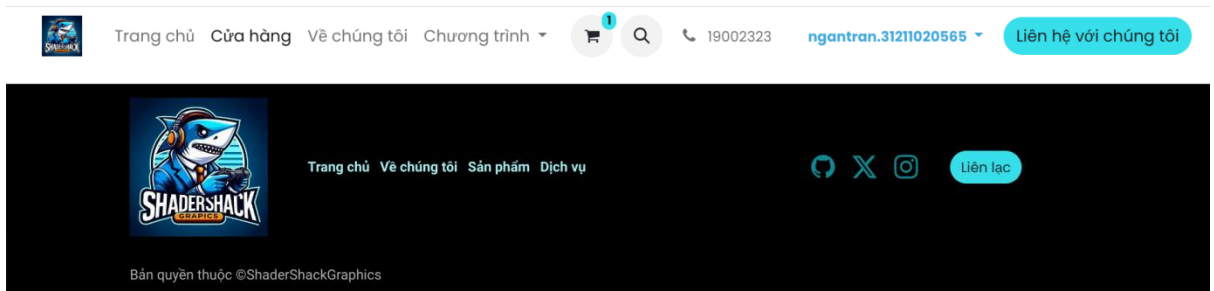 SHADERSHACK
Trang chủ Cửa hàng Về chúng tôi Chương trình 1 19002323 ngantran.31211020565 Liên hệ với chúng tôi
SHADERSHACK
GRAPICS
Trang chủ Về chúng tôi Sản phẩm Dịch vụ Liên lạc
Bản quyền thuộc ©ShaderShackGraphics